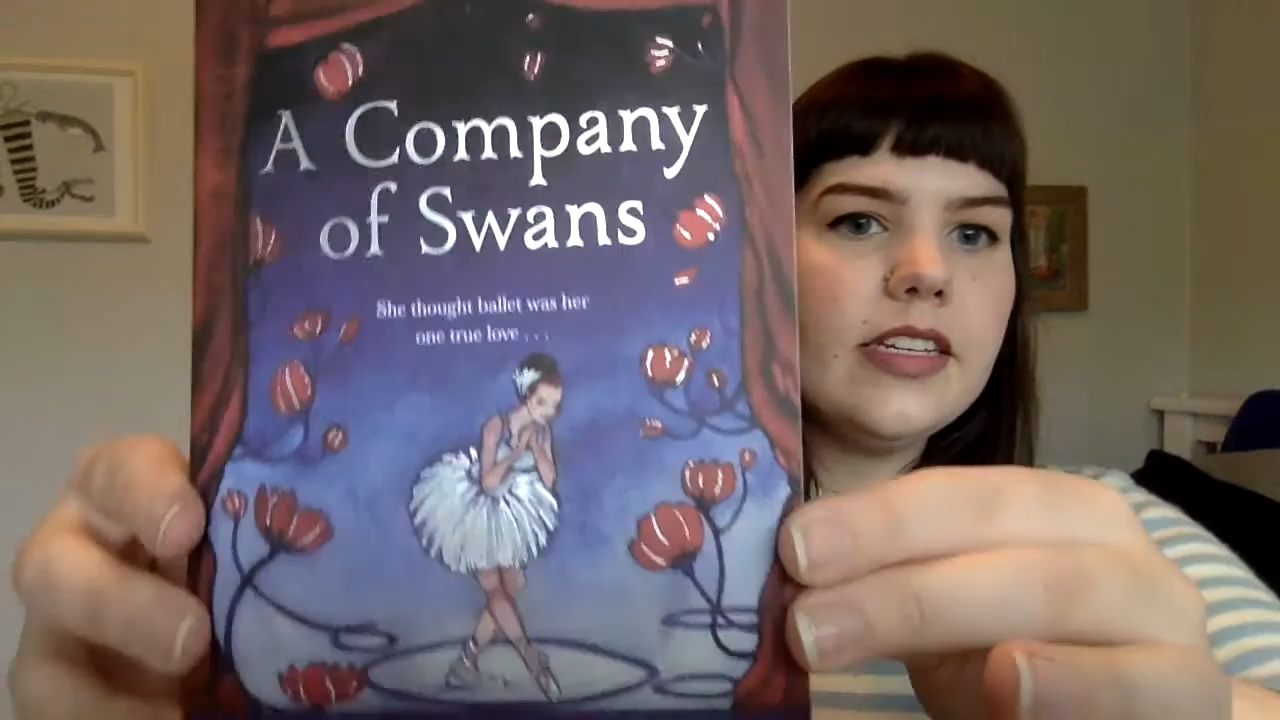 A Company
of Swans
She thought ballet was her
one true love . . .